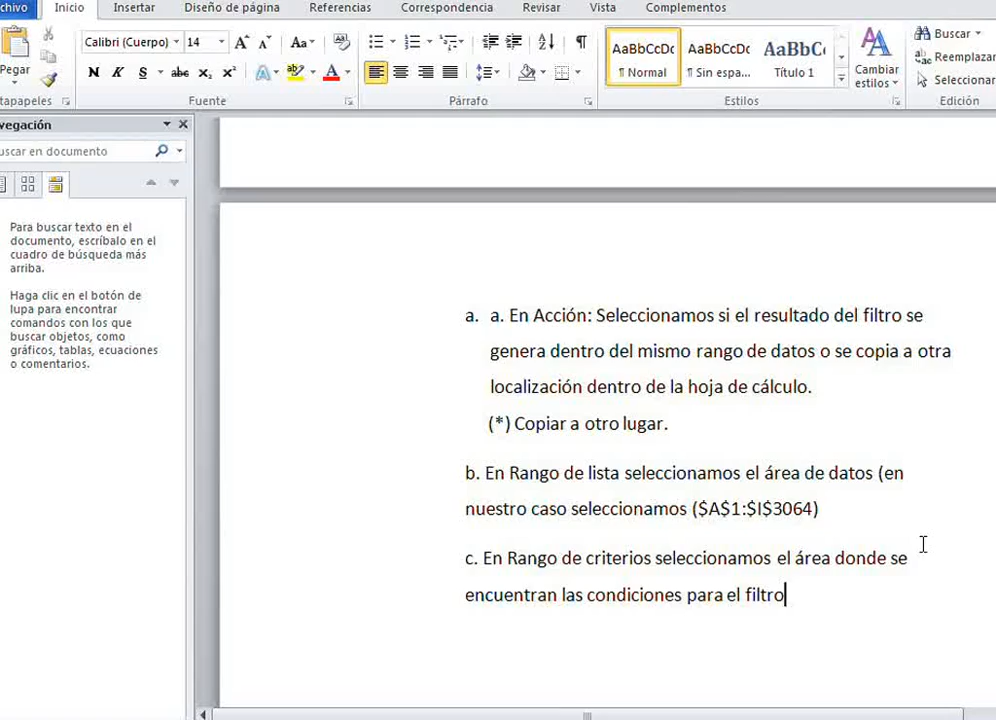 chivo Inicio Insertar Diseño de página Referencias Correspondencia Revisar Vista Complementos
Pegar
Calibri (Cuerpo) 14 Aa
N K S abc x₂ x² A ab A
AaBbCcDc AaBbCcDc AaBbC
¶ Normal ¶ Sin espa... Título 1
Cambiar
estilos
Buscar
Reemplazar
Seleccionar
tapapeles Fuente Párrafo Estilos Edición
vegación
uscar en documento
Para buscar texto en el
documento, escríbalo en el
cuadro de búsqueda más
arriba.
Haga clic en el botón de
lupa para encontrar
comandos con los que
buscar objetos, como
gráficos, tablas, ecuaciones
o comentarios.
a. a. En Acción: Seleccionamos si el resultado del filtro se
genera dentro del mismo rango de datos o se copia a otra
localización dentro de la hoja de cálculo.
(*) Copiar a otro lugar.
b. En Rango de lista seleccionamos el área de datos (en
nuestro caso seleccionamos ($A$1:$I$3064)
c. En Rango de criterios seleccionamos el área donde se
encuentran las condiciones para el filtro